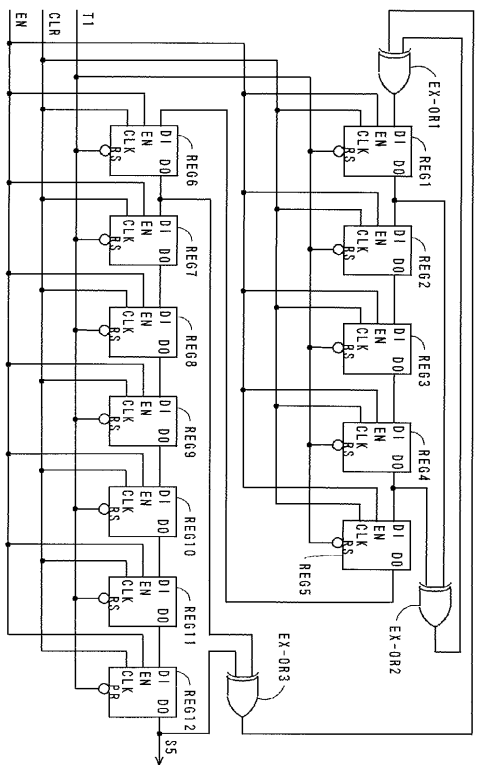 EN
CLR
T1
EX-OR1
DI
DO
EN
CLK
RS
REG1
DI
DO
EN
CLK
RS
REG2
DI
DO
EN
CLK
RS
REG3
DI
DO
EN
CLK
RS
REG4
DI
DO
EN
CLK
RS
REG5
EX-OR2
DI
DO
EN
CLK
RS
REG6
DI
DO
EN
CLK
RS
REG7
DI
DO
EN
CLK
RS
REG8
DI
DO
EN
CLK
RS
REG9
DI
DO
EN
CLK
RS
REG10
DI
DO
EN
CLK
RS
REG11
DI
DO
EN
CLK
PR
REG12
EX-OR3
S5